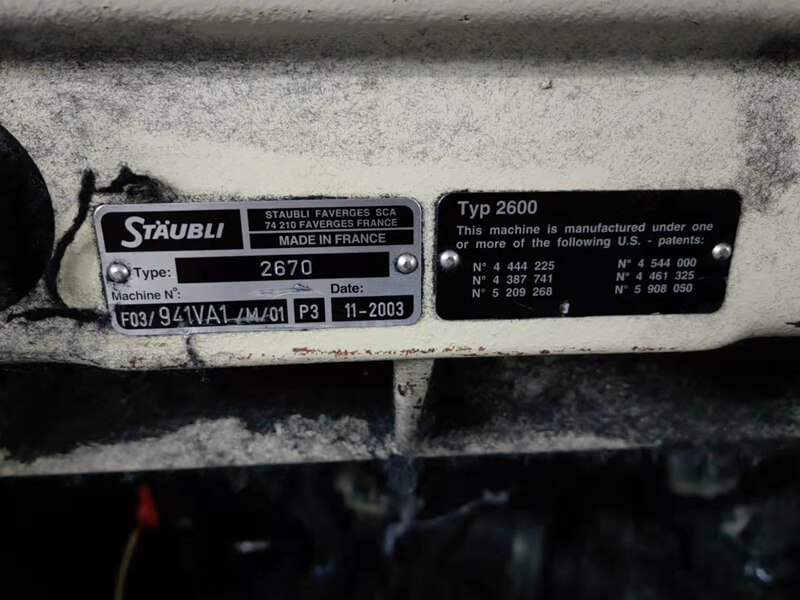 STÄUBLI
STAUBLI FAVERGES SCA
74 210 FAVERGES FRANCE
MADE IN FRANCE
Type: 2670
Machine N°: Date:
F03/941VA1/M/01 P3 11-2003
Typ 2600
This machine is manufactured under one
or more of the following U.S. - patents:
N° 4 444 225 N° 4 544 000
N° 4 387 741 N° 4 461 325
N° 5 209 268 N° 5 908 050